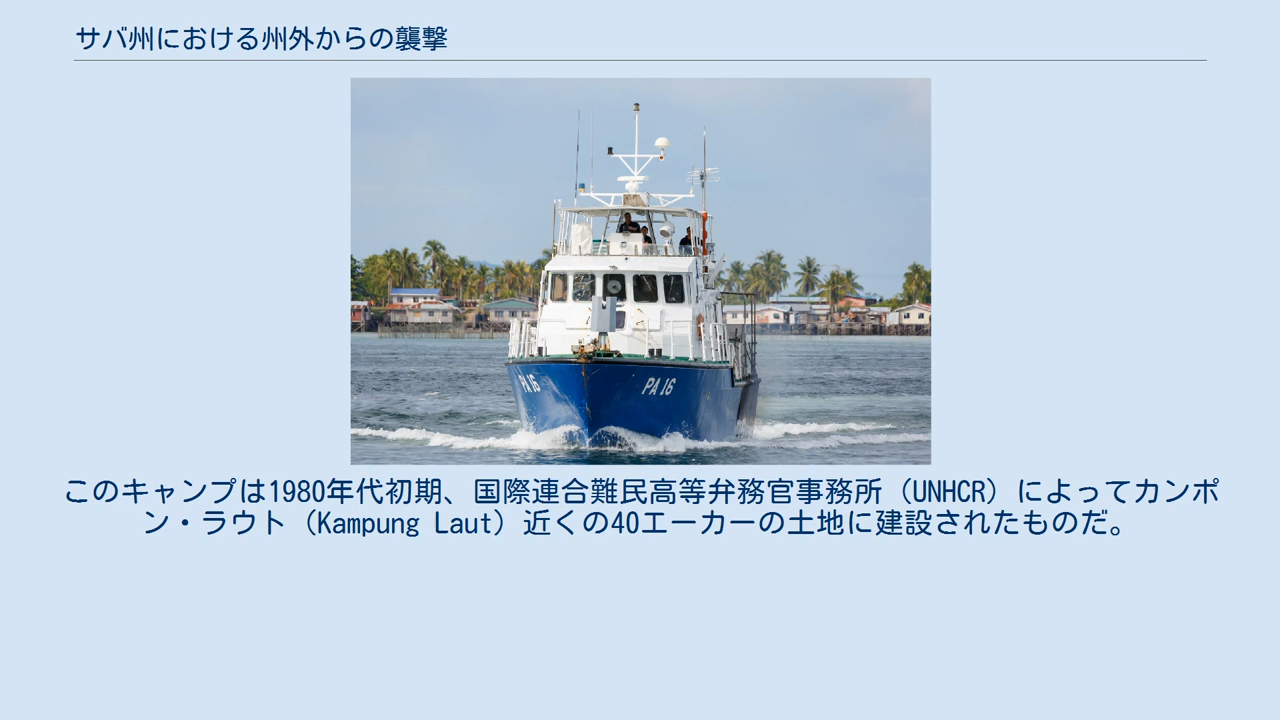 サバ州における州外からの襲撃
PA 16
PA 16
このキャンプは1980年代初期、国際連合難民高等弁務官事務所（UNHCR）によってカンポ
ン・ラウト（Kampung Laut）近くの40エーカーの土地に建設されたものだ。